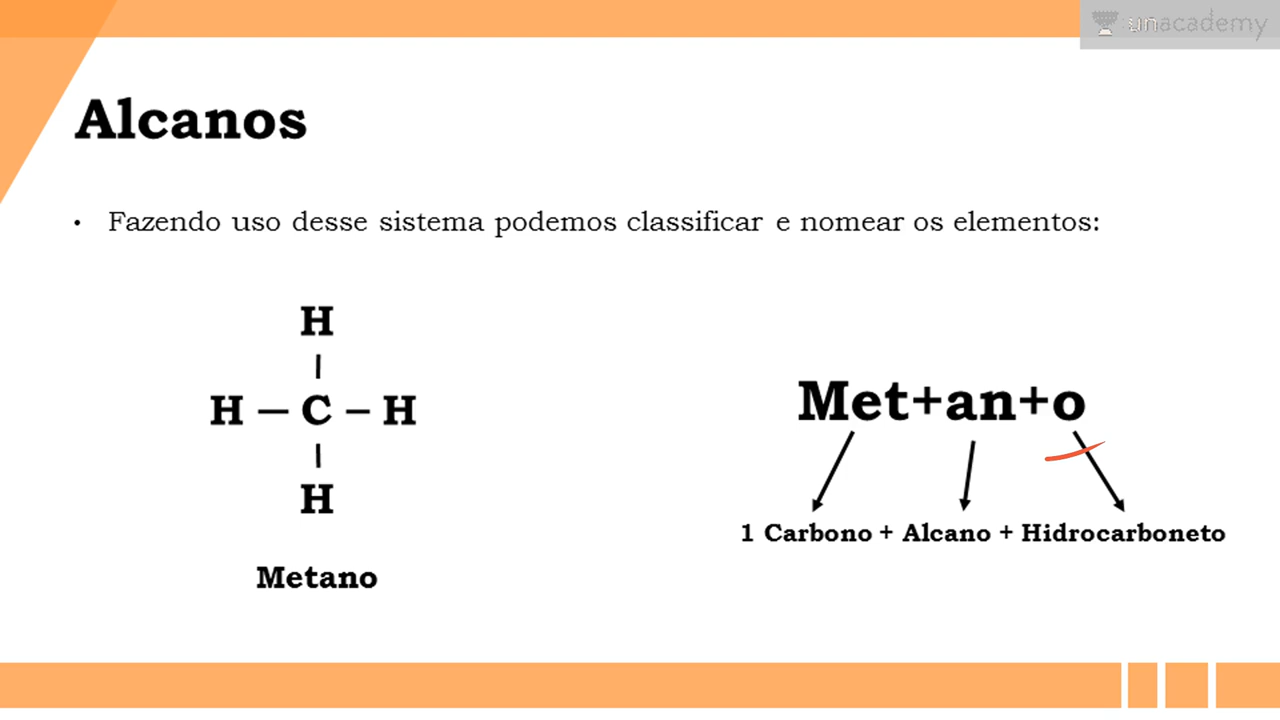 unacademy
Alcanos
• Fazendo uso desse sistema podemos classificar e nomear os elementos:
H
|
H — C – H
|
H
Metano
Met+an+o
1 Carbono + Alcano + Hidrocarboneto